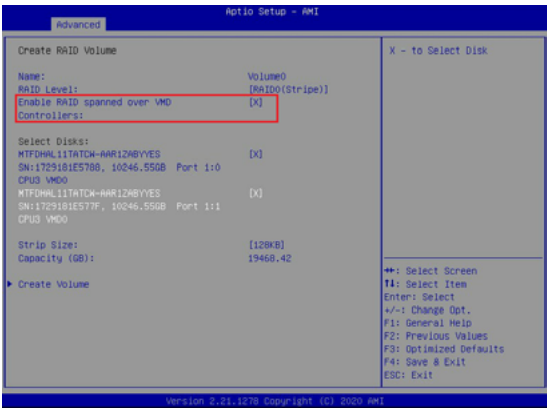 Aptio Setup - AMI
Advanced
Create RAID Volume
Name: Volume0
RAID Level: [RAID0(Stripe)]
Enable RAID spanned over VMD [X]
Controllers:
Select Disks:
MTFDHAL11TATCW-AAR1ZABYYES [X]
SN:1729181E5788, 10246.55GB Port 1:0
CPU3 VMD0
MTFDHAL11TATCW-AAR1ZABYYES [X]
SN:1729181E577F, 10246.55GB Port 1:1
CPU3 VMD0
Strip Size: [128KB]
Capacity (GB): 19468.42
Create Volume
X - to Select Disk
↔: Select Screen
↑↓: Select Item
Enter: Select
+/-: Change Opt.
F1: General Help
F2: Previous Values
F3: Optimized Defaults
F4: Save & Exit
ESC: Exit
Version 2.21.1278 Copyright (C) 2020 AMI